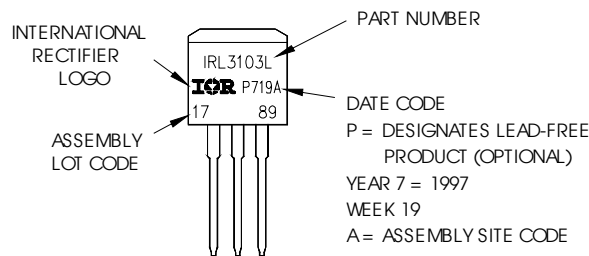 PART NUMBER
INTERNATIONAL
RECTIFIER
LOGO
IRL3103L
IOR P719A
17 89
ASSEMBLY
LOT CODE
DATE CODE
P = DESIGNATES LEAD-FREE
PRODUCT (OPTIONAL)
YEAR 7 = 1997
WEEK 19
A = ASSEMBLY SITE CODE